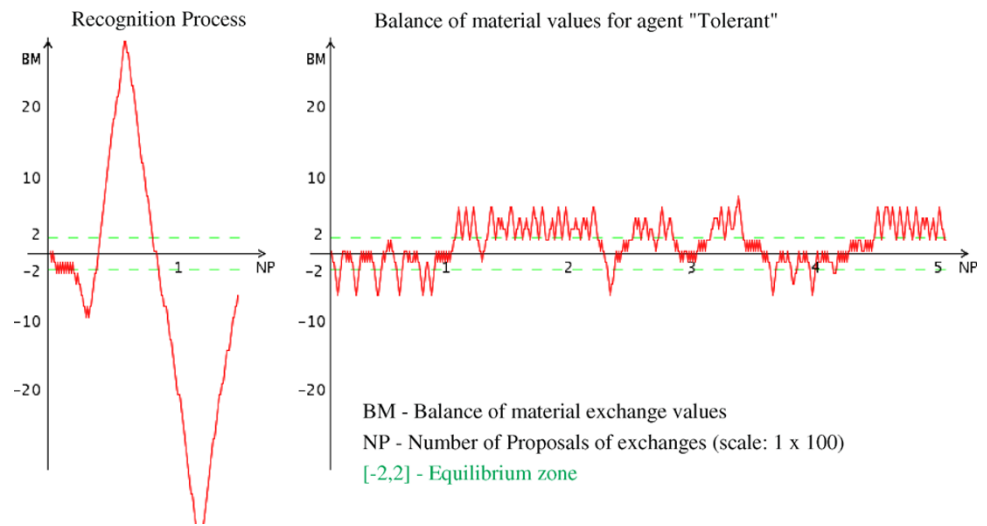 Recognition Process
BM
20
10
2
-2
-10
-20
1
NP
Balance of material values for agent "Tolerant"
BM
20
10
2
-2
-10
-20
1
2
3
4
5
NP
BM - Balance of material exchange values
NP - Number of Proposals of exchanges (scale: 1 x 100)
[-2,2] - Equilibrium zone